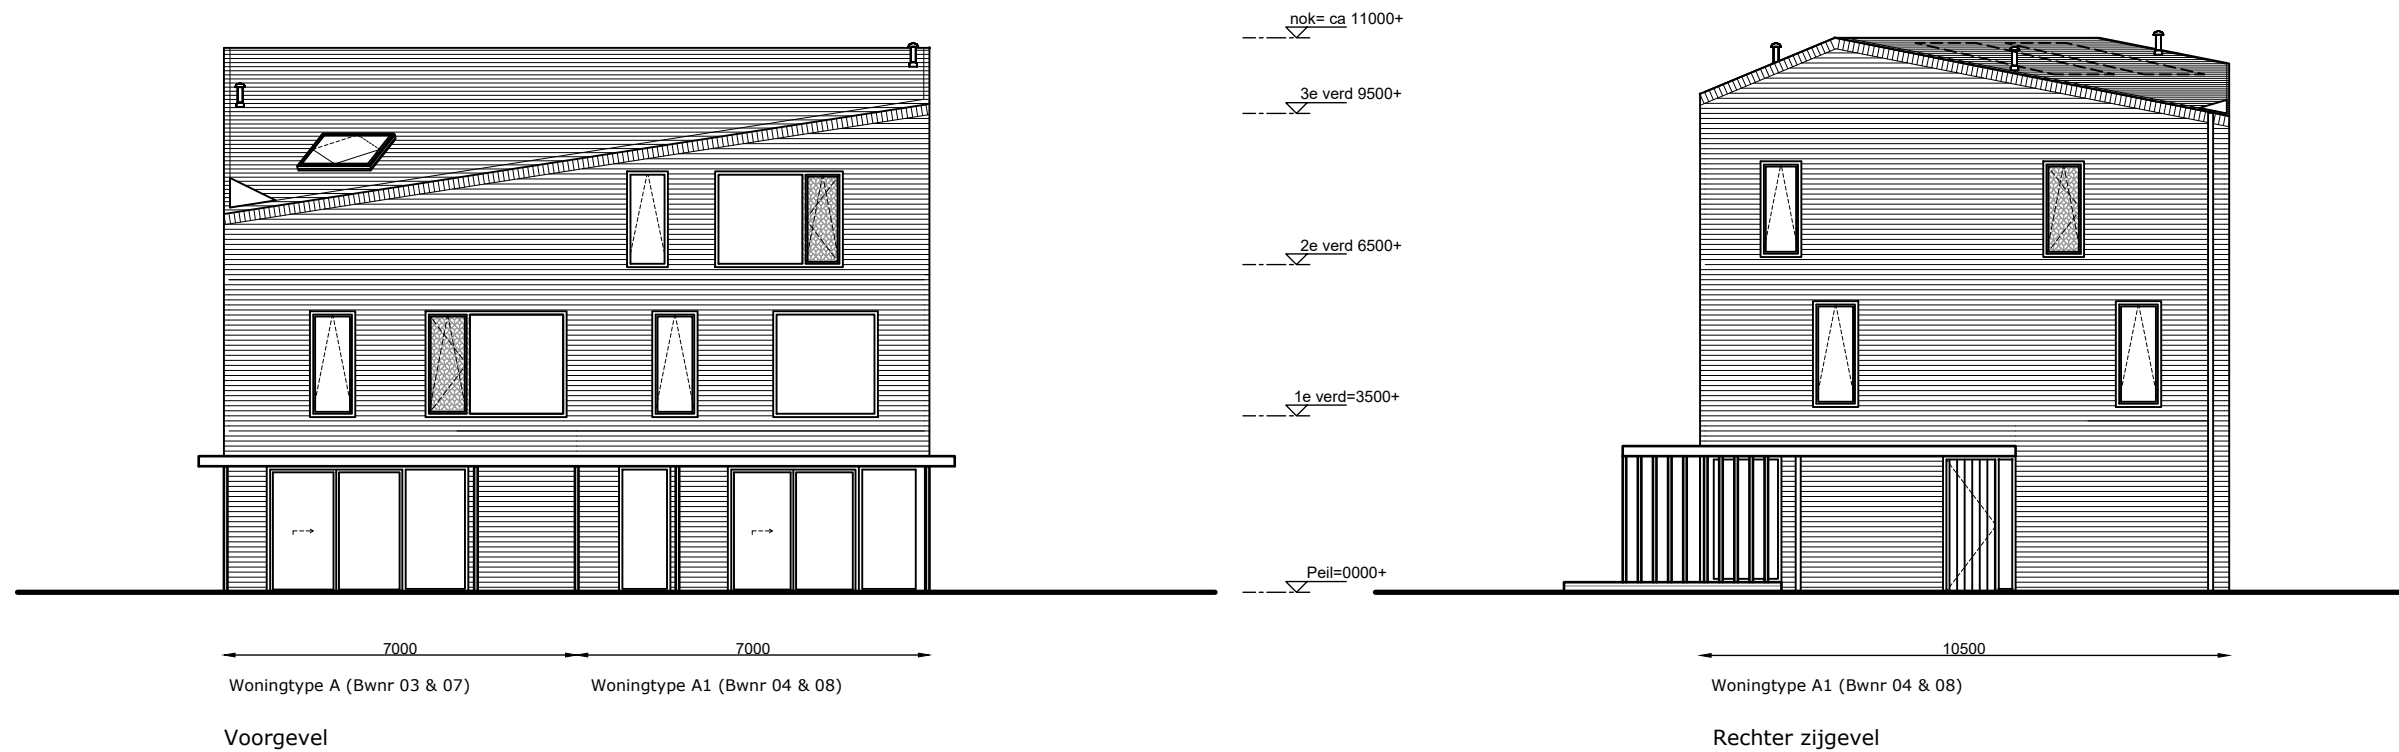 nok= ca 11000+
3e verd 9500+
2e verd 6500+
1e verd=3500+
Peil=0000+
7000
7000
10500
Woningtype A (Bwnr 03 & 07)
Woningtype A1 (Bwnr 04 & 08)
Woningtype A1 (Bwnr 04 & 08)
Voorgevel
Rechter zijgevel